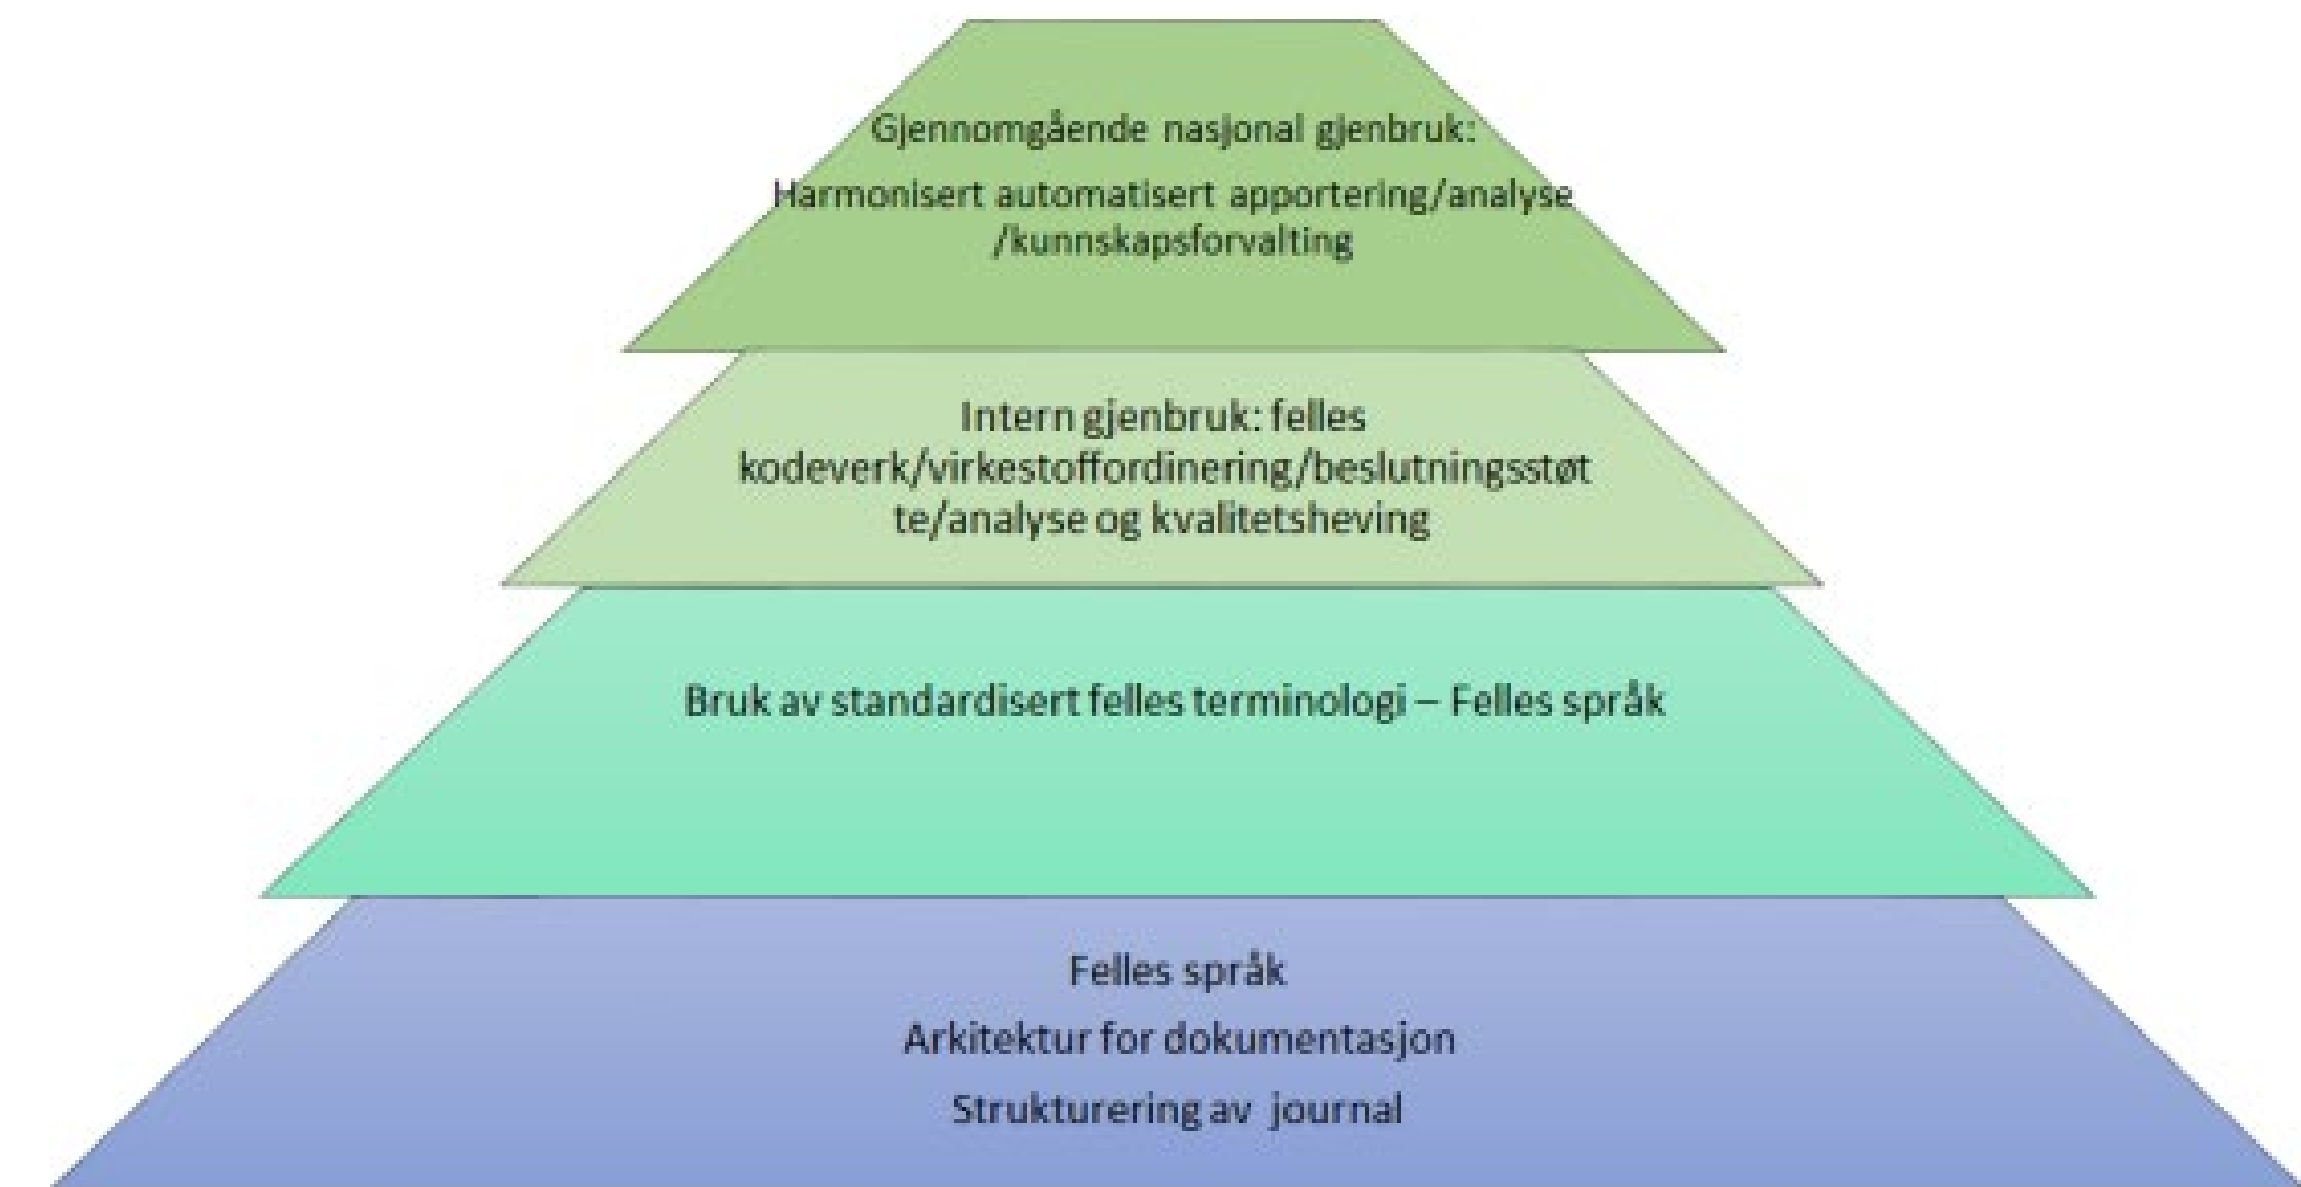 Gjennomgående nasjonal gjenbruk:
Harmonisert automatisert apportering/analyse
/kunnskapsforvalting
Intern gjenbruk: felles
kodeverk/virkestoffordinering/beslutningsstøt
te/analyse og kvalitetsheving
Bruk av standardisert felles terminologi – Felles språk
Felles språk
Arkitektur for dokumentasjon
Strukturering av journal